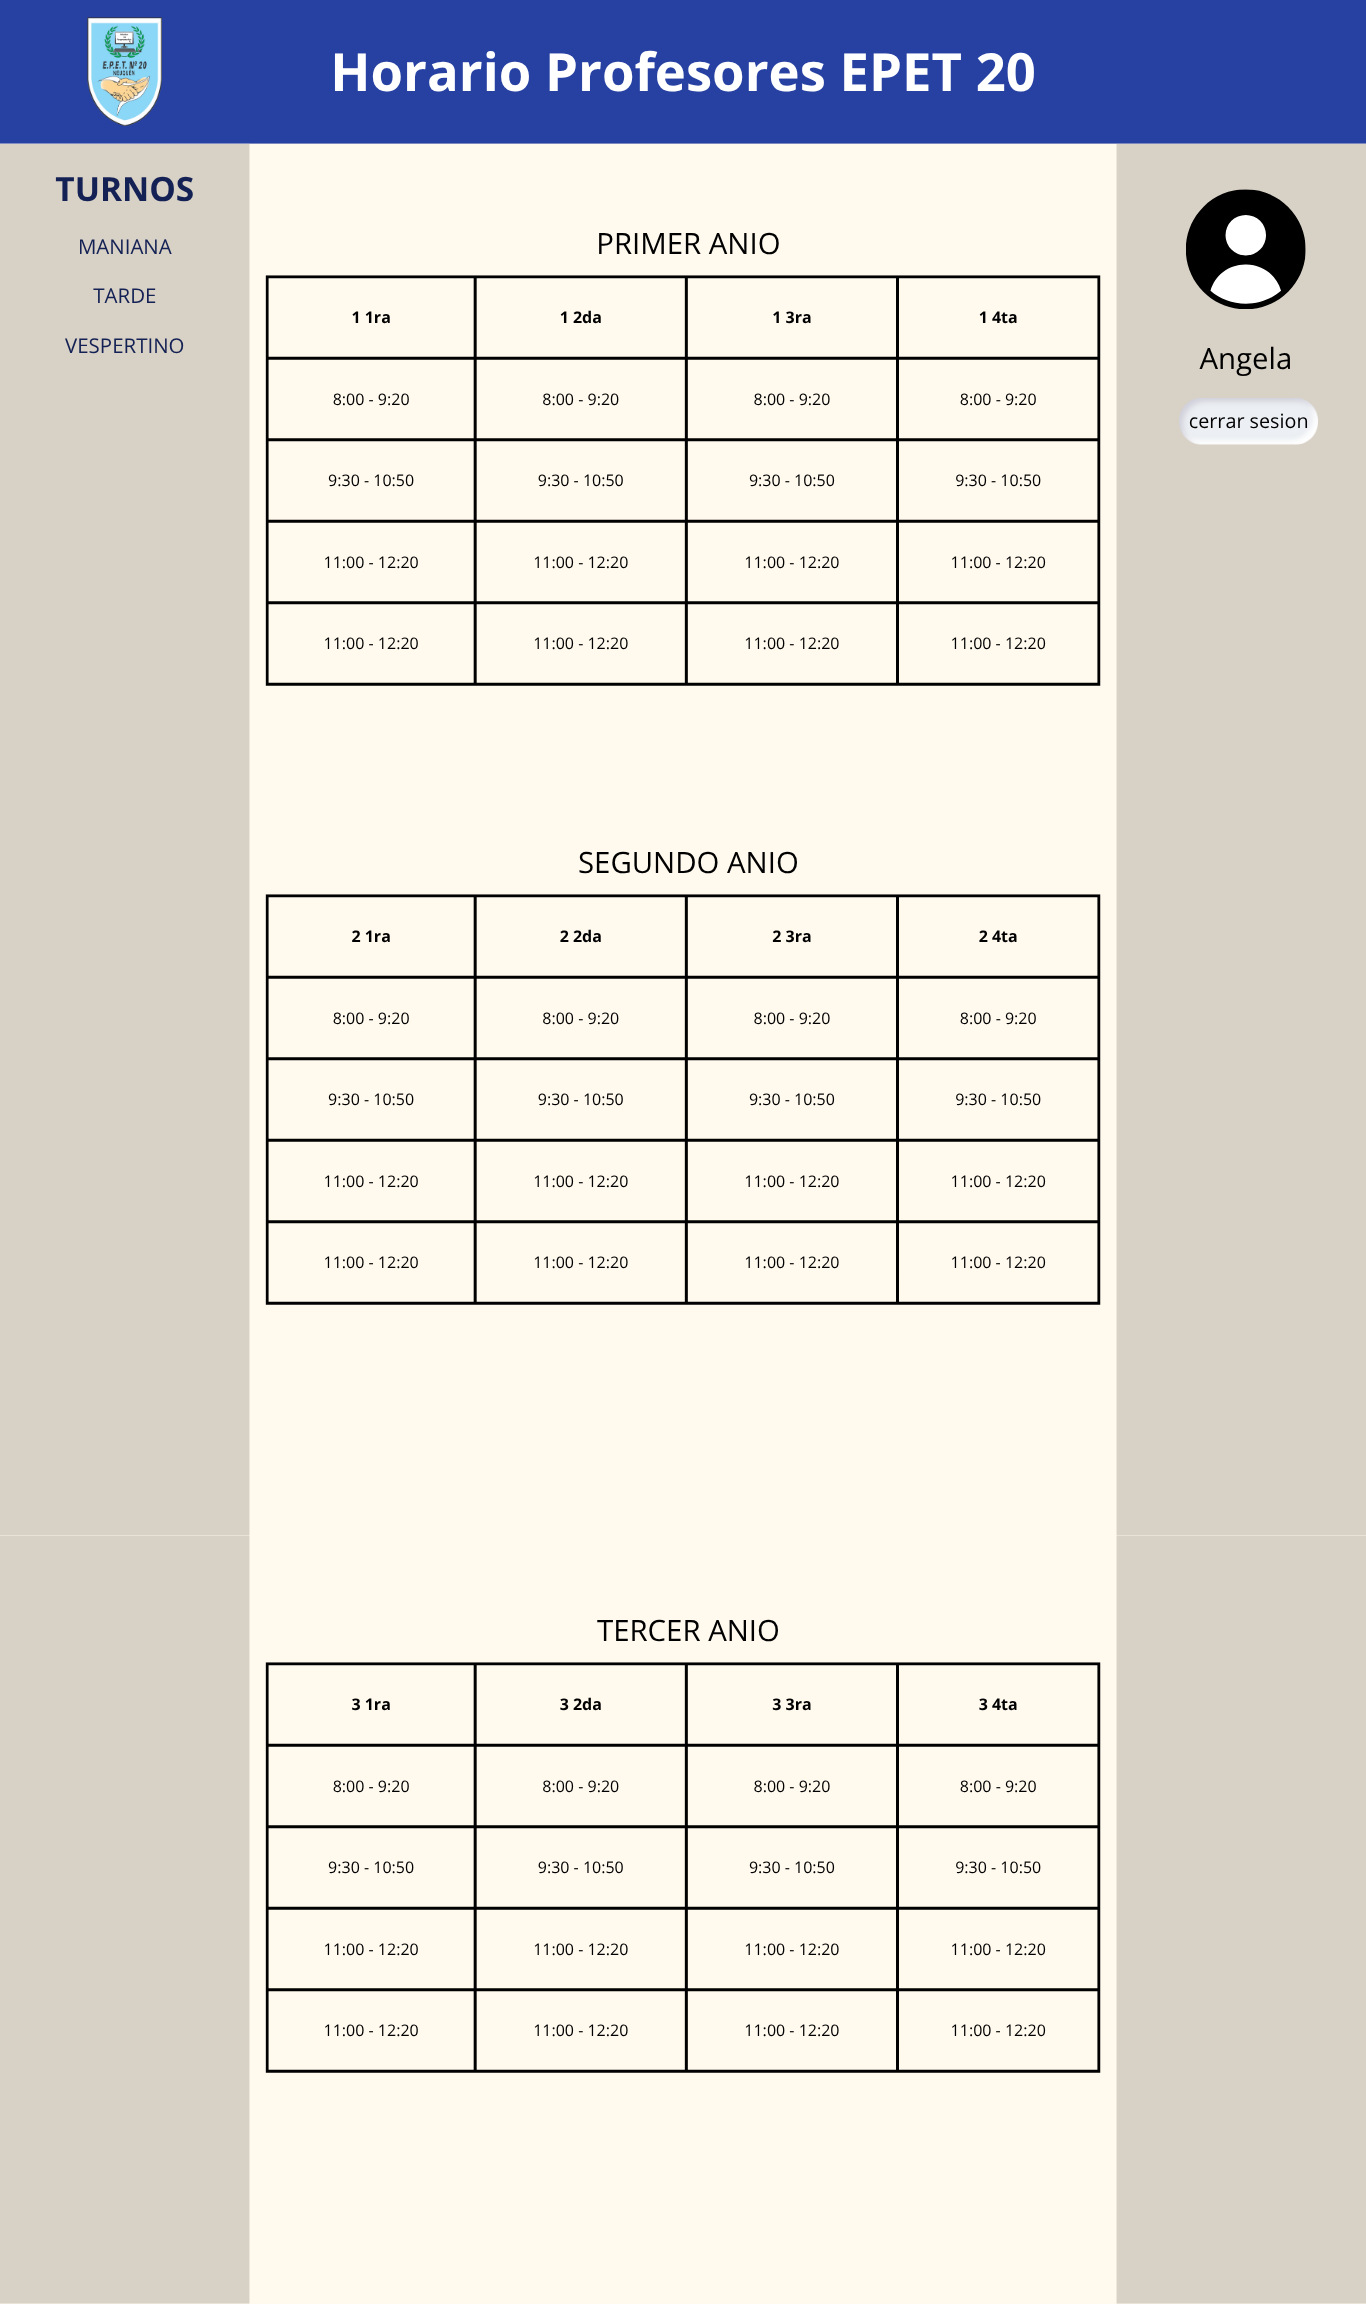 E.P.E.T. Nº 20
NEUQUEN
Horario Profesores EPET 20
TURNOS
MANIANA
TARDE
VESPERTINO
Angela
cerrar sesion
PRIMER ANIO
1 1ra 1 2da 1 3ra 1 4ta
8:00 - 9:20 8:00 - 9:20 8:00 - 9:20 8:00 - 9:20
9:30 - 10:50 9:30 - 10:50 9:30 - 10:50 9:30 - 10:50
11:00 - 12:20 11:00 - 12:20 11:00 - 12:20 11:00 - 12:20
11:00 - 12:20 11:00 - 12:20 11:00 - 12:20 11:00 - 12:20
SEGUNDO ANIO
2 1ra 2 2da 2 3ra 2 4ta
8:00 - 9:20 8:00 - 9:20 8:00 - 9:20 8:00 - 9:20
9:30 - 10:50 9:30 - 10:50 9:30 - 10:50 9:30 - 10:50
11:00 - 12:20 11:00 - 12:20 11:00 - 12:20 11:00 - 12:20
11:00 - 12:20 11:00 - 12:20 11:00 - 12:20 11:00 - 12:20
TERCER ANIO
3 1ra 3 2da 3 3ra 3 4ta
8:00 - 9:20 8:00 - 9:20 8:00 - 9:20 8:00 - 9:20
9:30 - 10:50 9:30 - 10:50 9:30 - 10:50 9:30 - 10:50
11:00 - 12:20 11:00 - 12:20 11:00 - 12:20 11:00 - 12:20
11:00 - 12:20 11:00 - 12:20 11:00 - 12:20 11:00 - 12:20